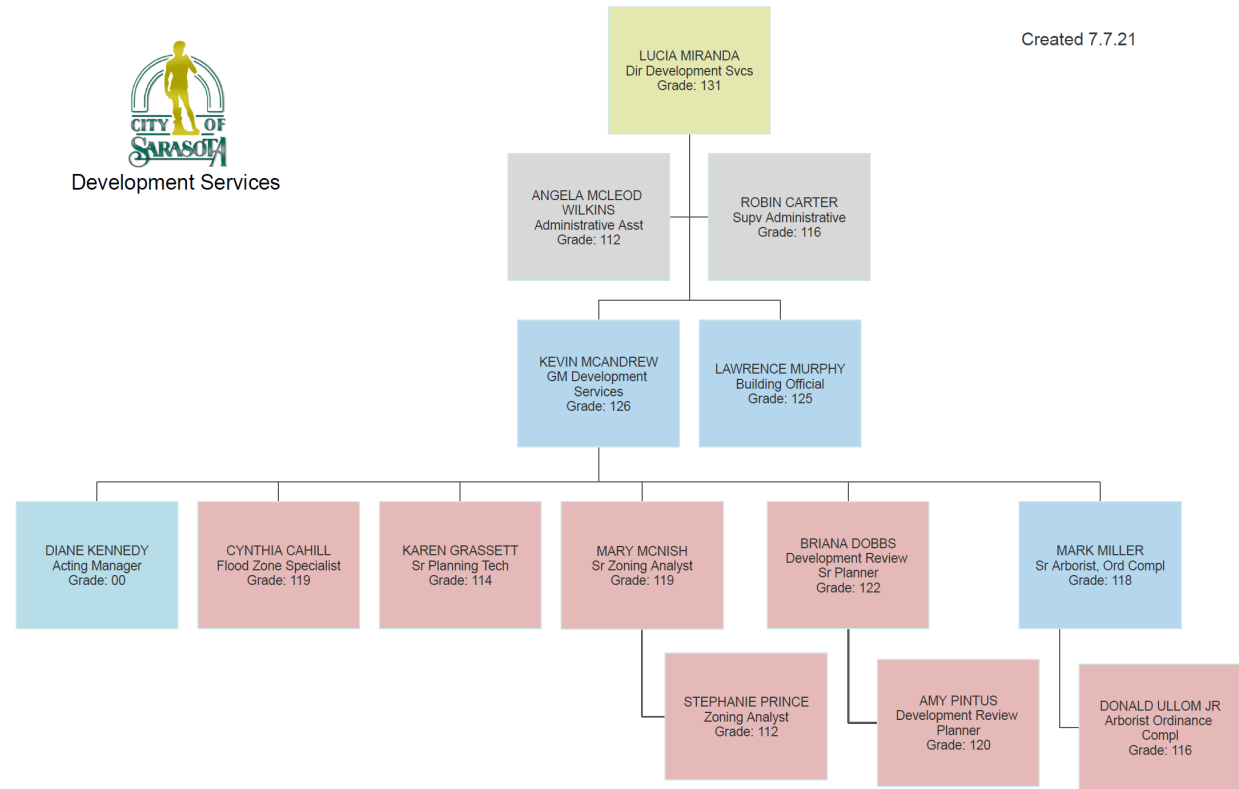 Created 7.7.21
CITY OF
SARASOTA
Development Services
LUCIA MIRANDA
Dir Development Svcs
Grade: 131
ANGELA MCLEOD
WILKINS
Administrative Asst
Grade: 112
ROBIN CARTER
Supv Administrative
Grade: 116
KEVIN MCANDREW
GM Development
Services
Grade: 126
LAWRENCE MURPHY
Building Official
Grade: 125
DIANE KENNEDY
Acting Manager
Grade: 00
CYNTHIA CAHILL
Flood Zone Specialist
Grade: 119
KAREN GRASSETT
Sr Planning Tech
Grade: 114
MARY MCNISH
Sr Zoning Analyst
Grade: 119
BRIANA DOBBS
Development Review
Sr Planner
Grade: 122
MARK MILLER
Sr Arborist, Ord Compl
Grade: 118
STEPHANIE PRINCE
Zoning Analyst
Grade: 112
AMY PINTUS
Development Review
Planner
Grade: 120
DONALD ULLOM JR
Arborist Ordinance
Compl
Grade: 116